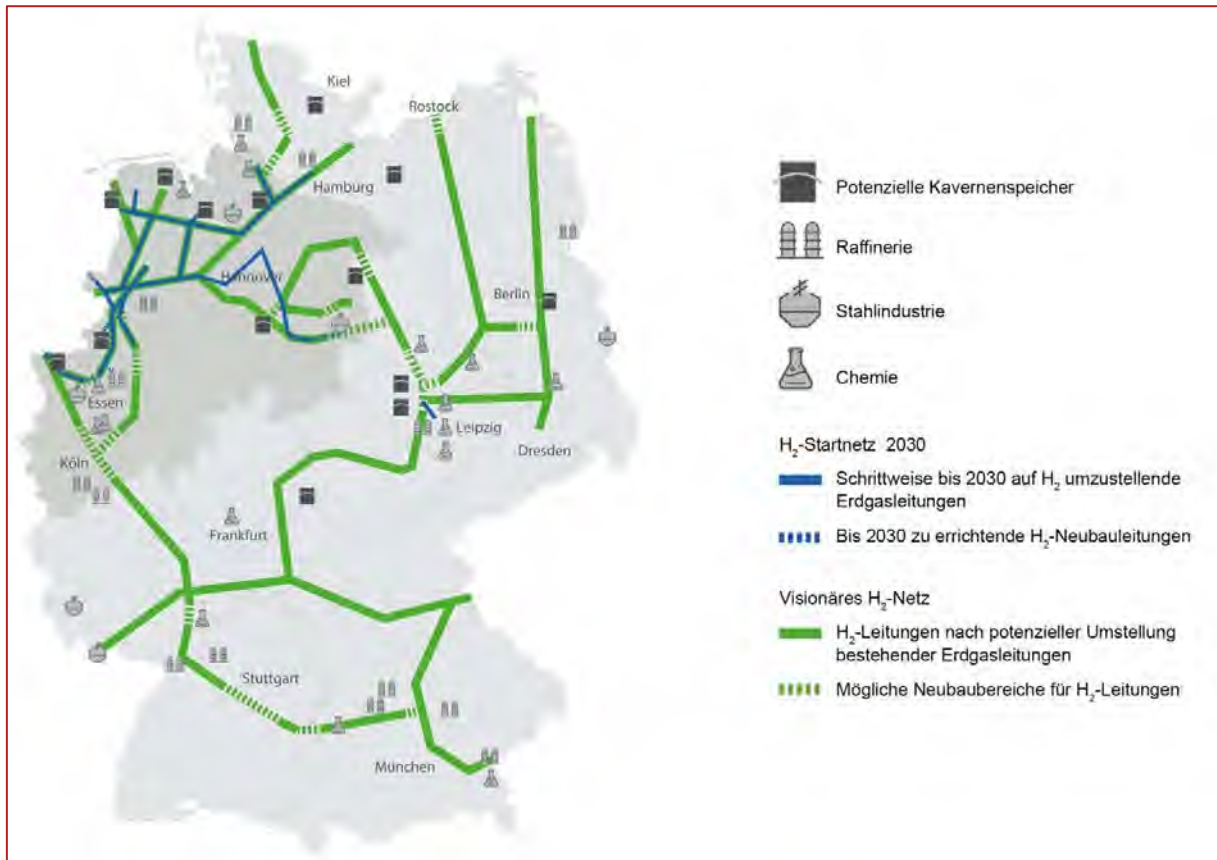 Kiel
Rostock
Hamburg
Hannover
Berlin
Essen
Leipzig
Dresden
Köln
Frankfurt
Stuttgart
München
Potenzielle Kavernenspeicher
Raffinerie
Stahlindustrie
Chemie
H₂-Startnetz 2030
Schrittweise bis 2030 auf H₂ umzustellende
Erdgasleitungen
Bis 2030 zu errichtende H₂-Neubauleitungen
Visionäres H₂-Netz
H₂-Leitungen nach potenzieller Umstellung
bestehender Erdgasleitungen
Mögliche Neubaubereiche für H₂-Leitungen